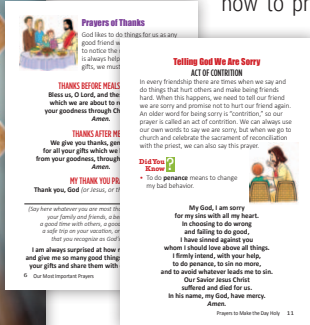 how to pr
Prayers of Thanks
God likes to do things for us as any
good friend w
to notice the
is always help
gifts, we must
THANKS BEFORE MEALS
Bless us, O Lord, and the
which we are about to r
your goodness through Ch
Amen.
THANKS AFTER ME
We give you thanks, gen
for all your gifts which we
from your goodness, through
Amen.
MY THANK YOU PRA
Thank you, God (or Jesus, or th
(Say here whatever you are most tha
your family and friends, a bea
a good time with others, a good
a safe trip on your vacation, or
that you recognize as God's
I am always surprised at how r
and give me so many good things
your gifts and share them with
6 Our Most Important Prayers
Telling God We Are Sorry
ACT OF CONTRITION
In every friendship there are times when we say and
do things that hurt others and make being friends
hard. When this happens, we need to tell our friend
we are sorry and promise not to hurt our friend again.
An older word for being sorry is "contrition," so our
prayer is called an act of contrition. We can always use
our own words to say we are sorry, but when we go to
church and celebrate the sacrament of reconciliation
with the priest, we can also say this prayer.
Did You
Know ?
• To do penance means to change
my bad behavior.
My God, I am sorry
for my sins with all my heart.
In choosing to do wrong
and failing to do good,
I have sinned against you
whom I should love above all things.
I firmly intend, with your help,
to do penance, to sin no more,
and to avoid whatever leads me to sin.
Our Savior Jesus Christ
suffered and died for us.
In his name, my God, have mercy.
Amen.
Prayers to Make the Day Holy 11